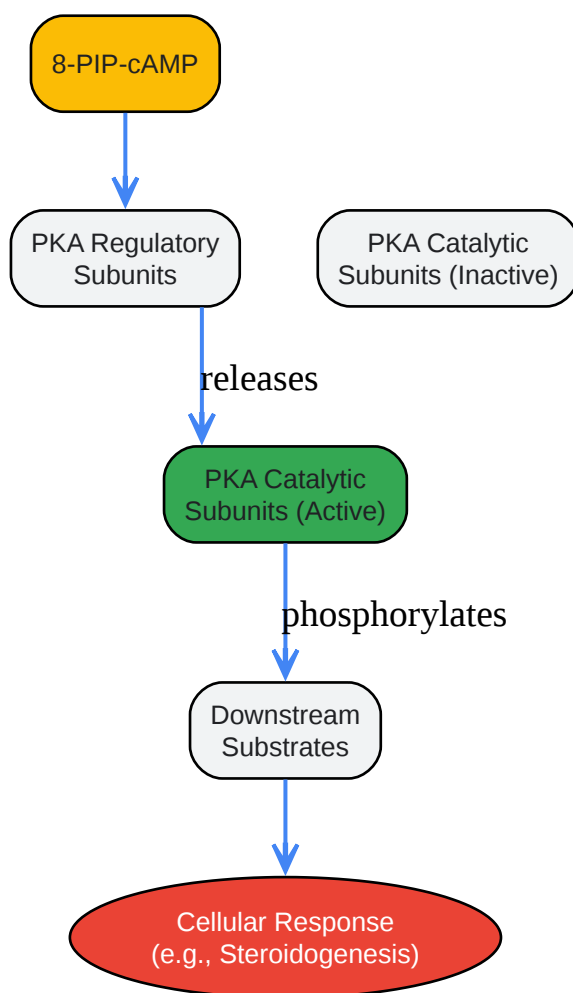 8-PIP-cAMP
PKA Regulatory
Subunits
PKA Catalytic
Subunits (Inactive)
releases
PKA Catalytic
Subunits (Active)
phosphorylates
Downstream
Substrates
Cellular Response
(e.g., Steroidogenesis)